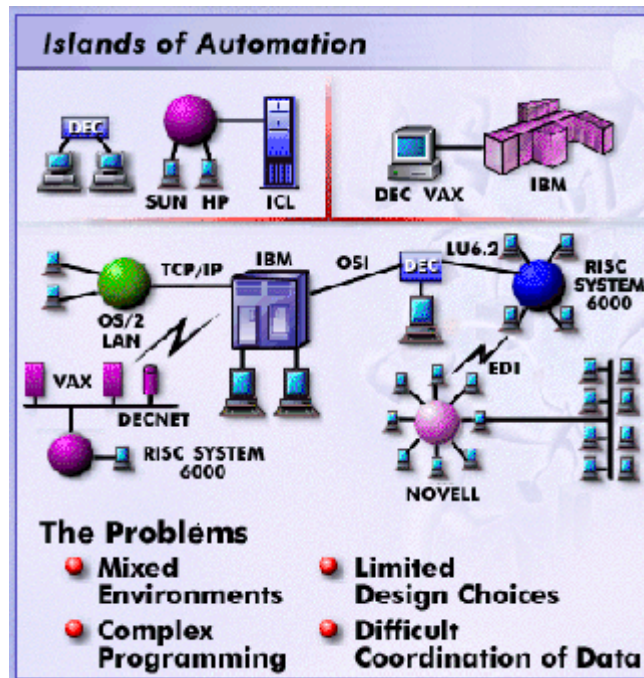 Islands of Automation
DEC
SUN HP
ICL
DEC VAX
IBM
TCP/IP
IBM
OSI
DEC
LU6.2
RISC
SYSTEM
6000
OS/2
LAN
EDI
VAX
DECNET
RISC SYSTEM
6000
NOVELL
The Problems
Mixed
Environments
Limited
Design Choices
Complex
Programming
Difficult
Coordination of Data